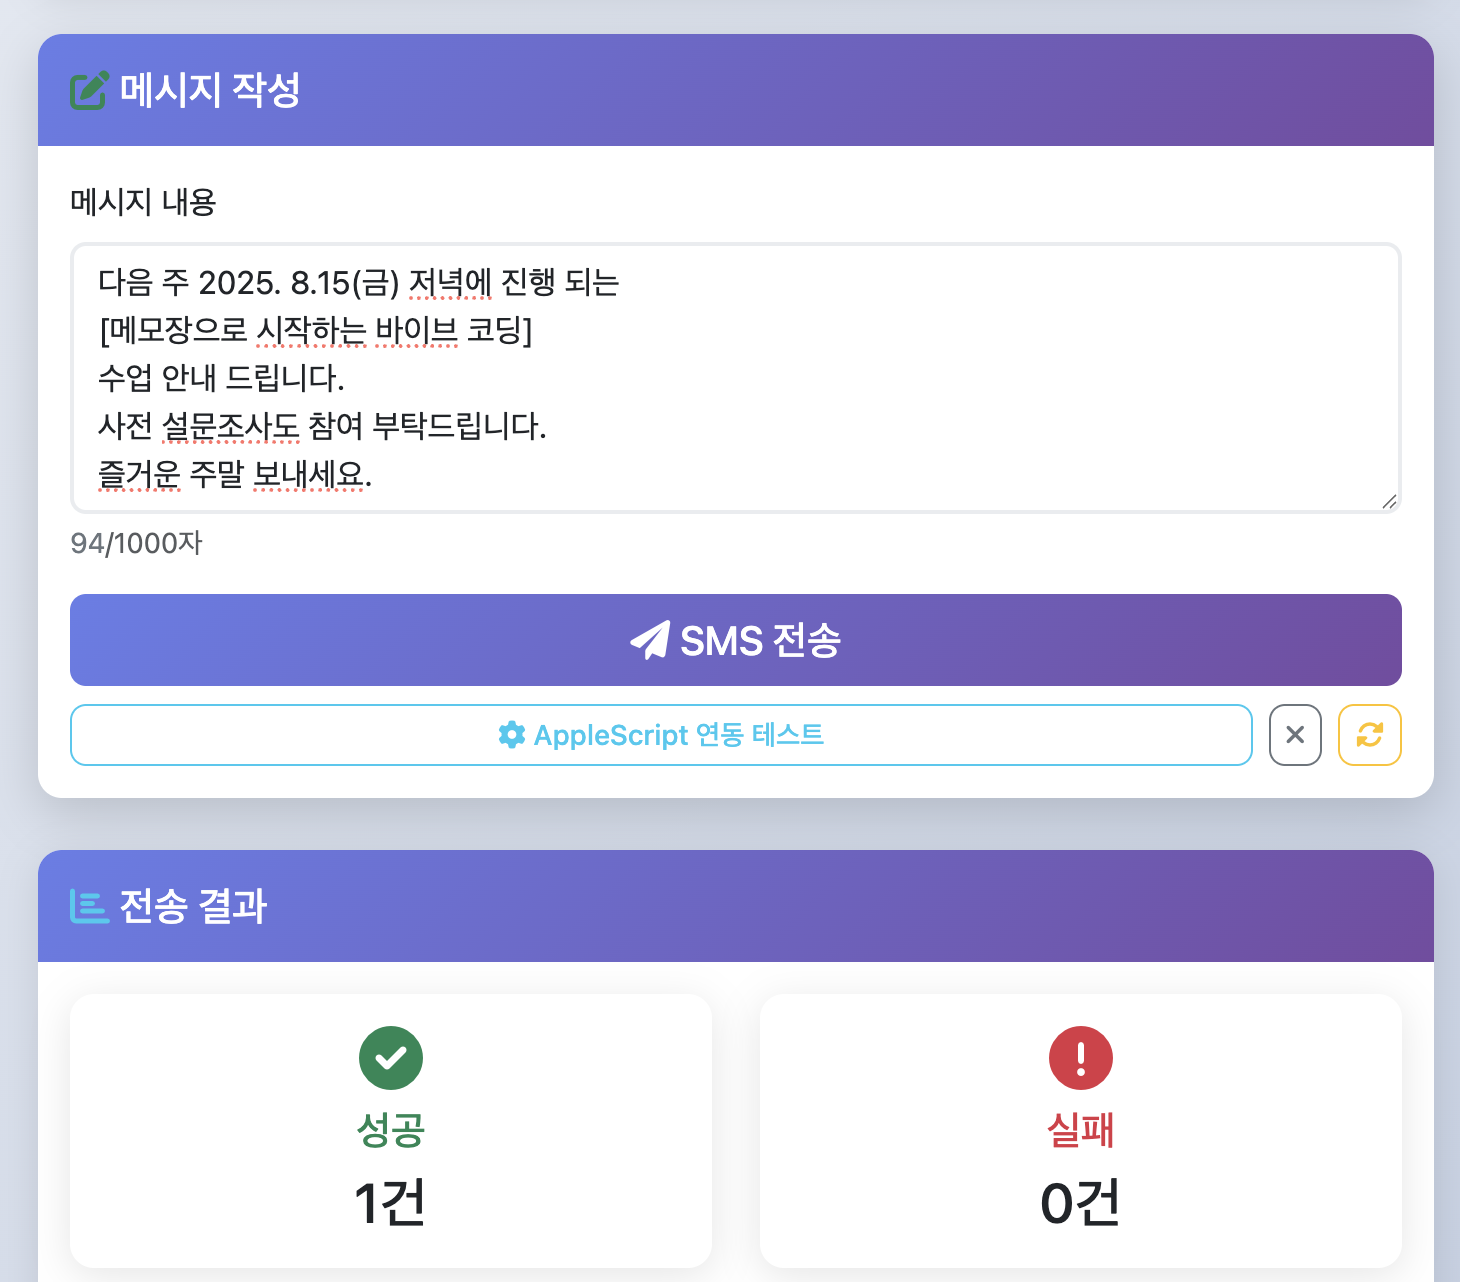 메시지 작성
메시지 내용
다음 주 2025. 8.15(금) 저녁에 진행 되는
[메모장으로 시작하는 바이브 코딩]
수업 안내 드립니다.
사전 설문조사도 참여 부탁드립니다.
즐거운 주말 보내세요.
94/1000자
SMS 전송
AppleScript 연동 테스트
전송 결과
성공
1건
실패
0건